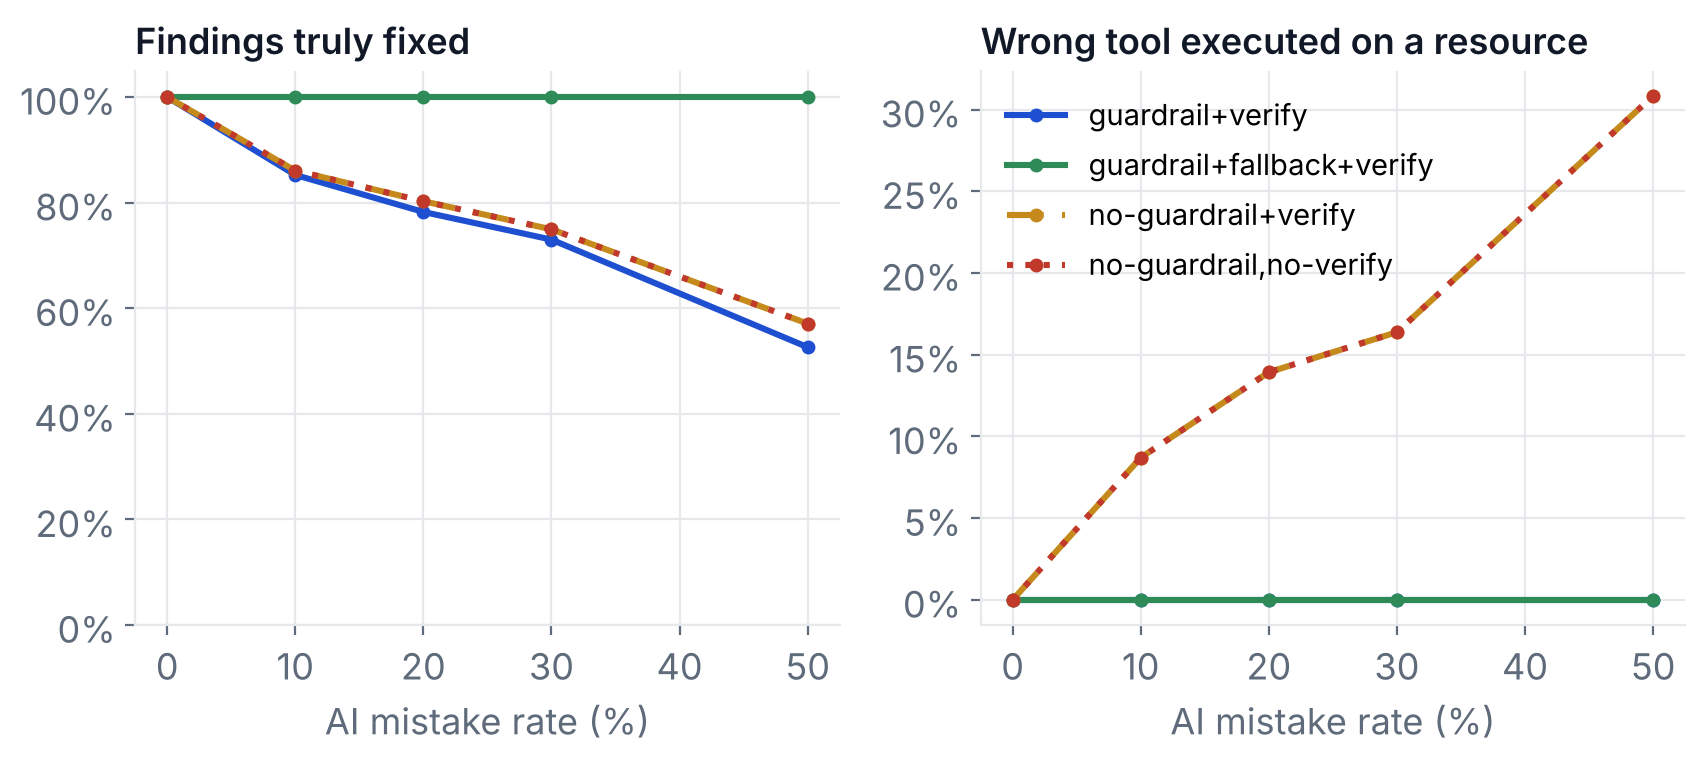 Findings truly fixed
100%
80%
60%
40%
20%
0%
0 10 20 30 40 50
AI mistake rate (%)
Wrong tool executed on a resource
30%
25%
20%
15%
10%
5%
0%
guardrail+verify
guardrail+fallback+verify
no-guardrail+verify
no-guardrail,no-verify
0 10 20 30 40 50
AI mistake rate (%)